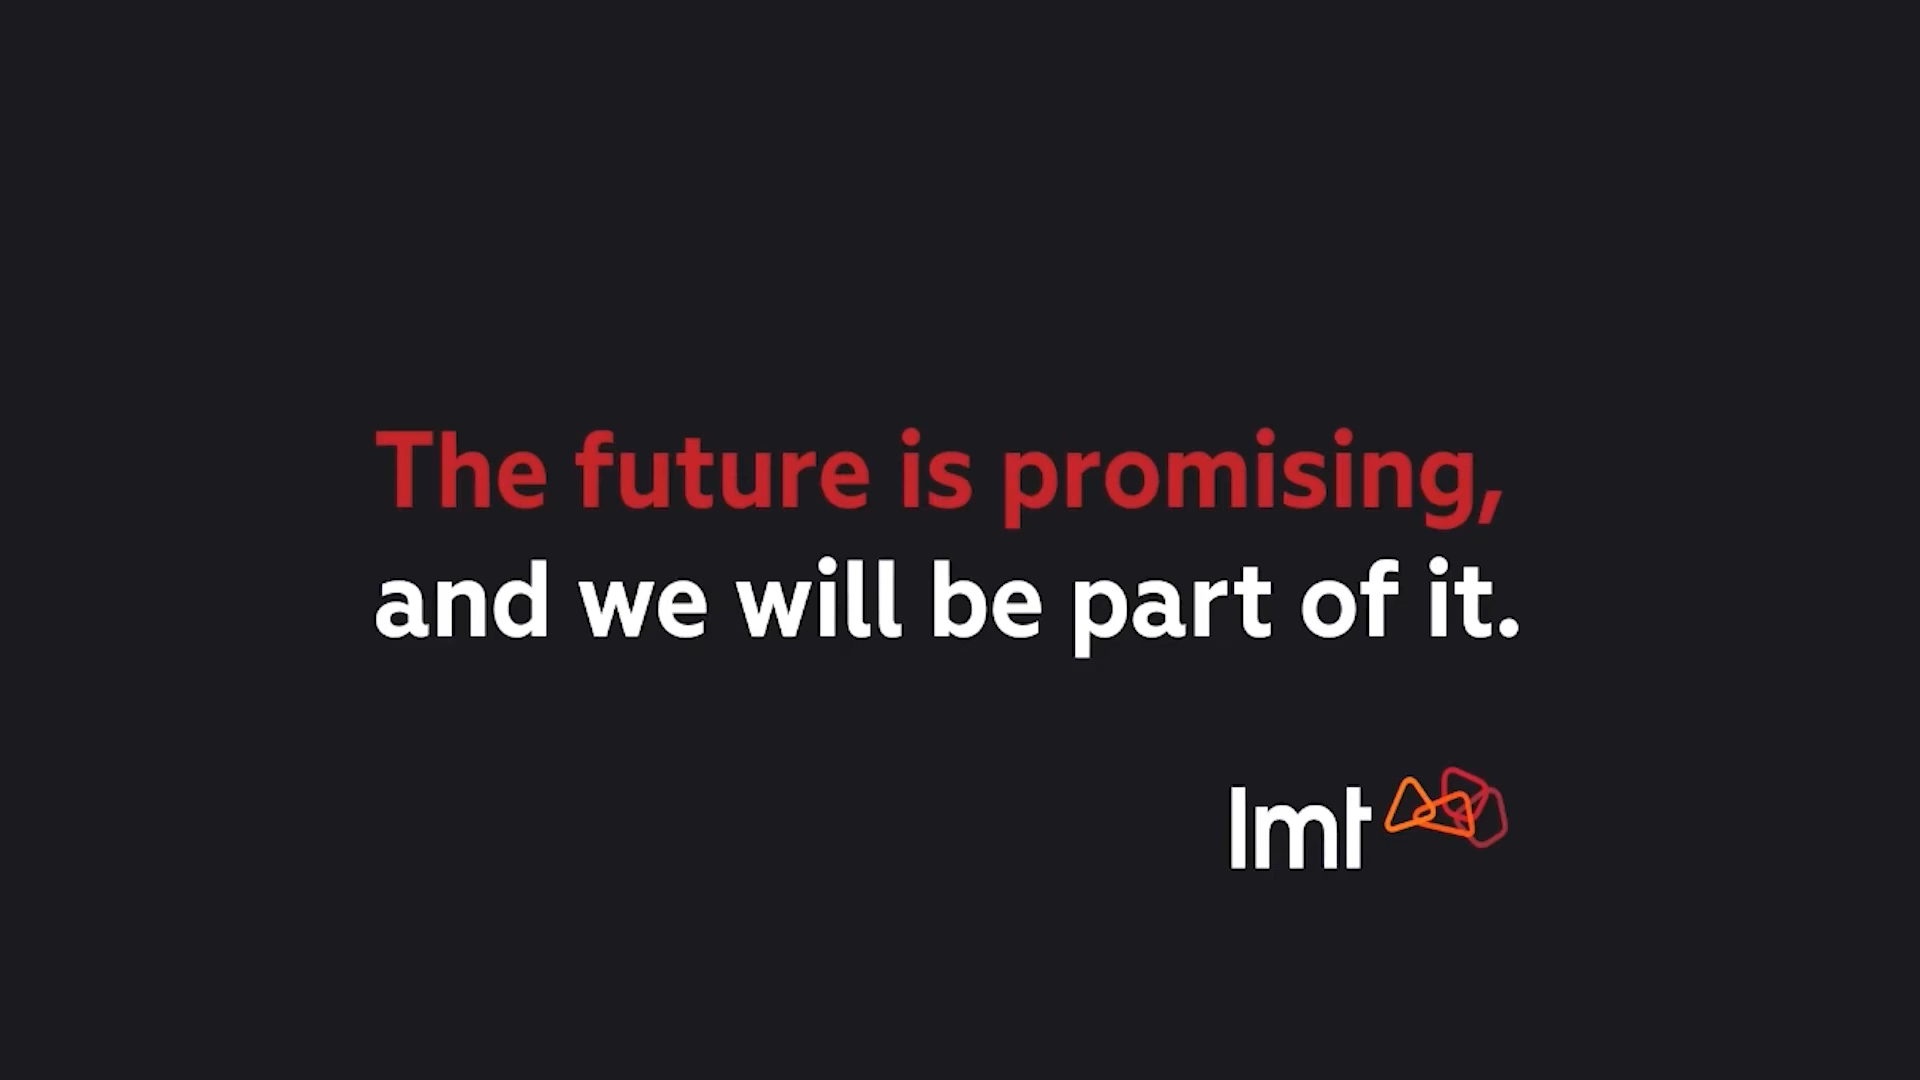 The future is promising,
and we will be part of it.
lmt